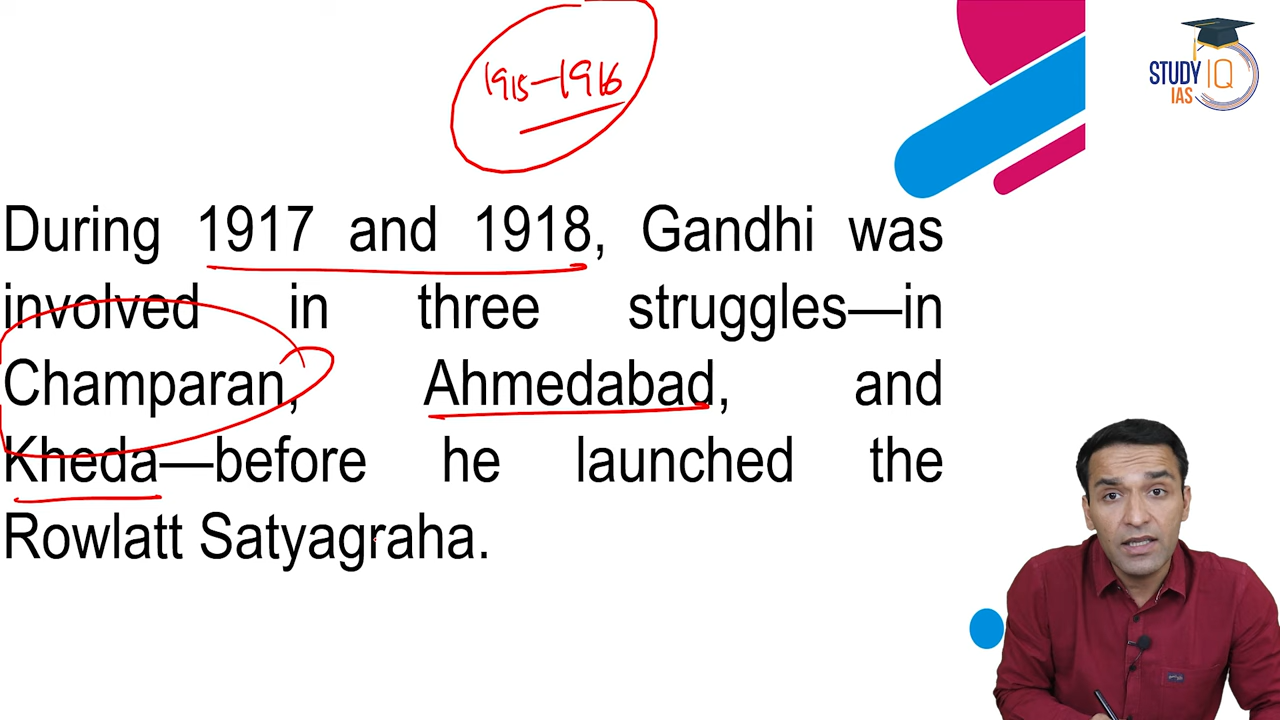 1915-1916
STUDY IQ
IAS
During 1917 and 1918, Gandhi was
involved in three struggles—in
Champaran, Ahmedabad, and
Kheda—before he launched the
Rowlatt Satyagraha.